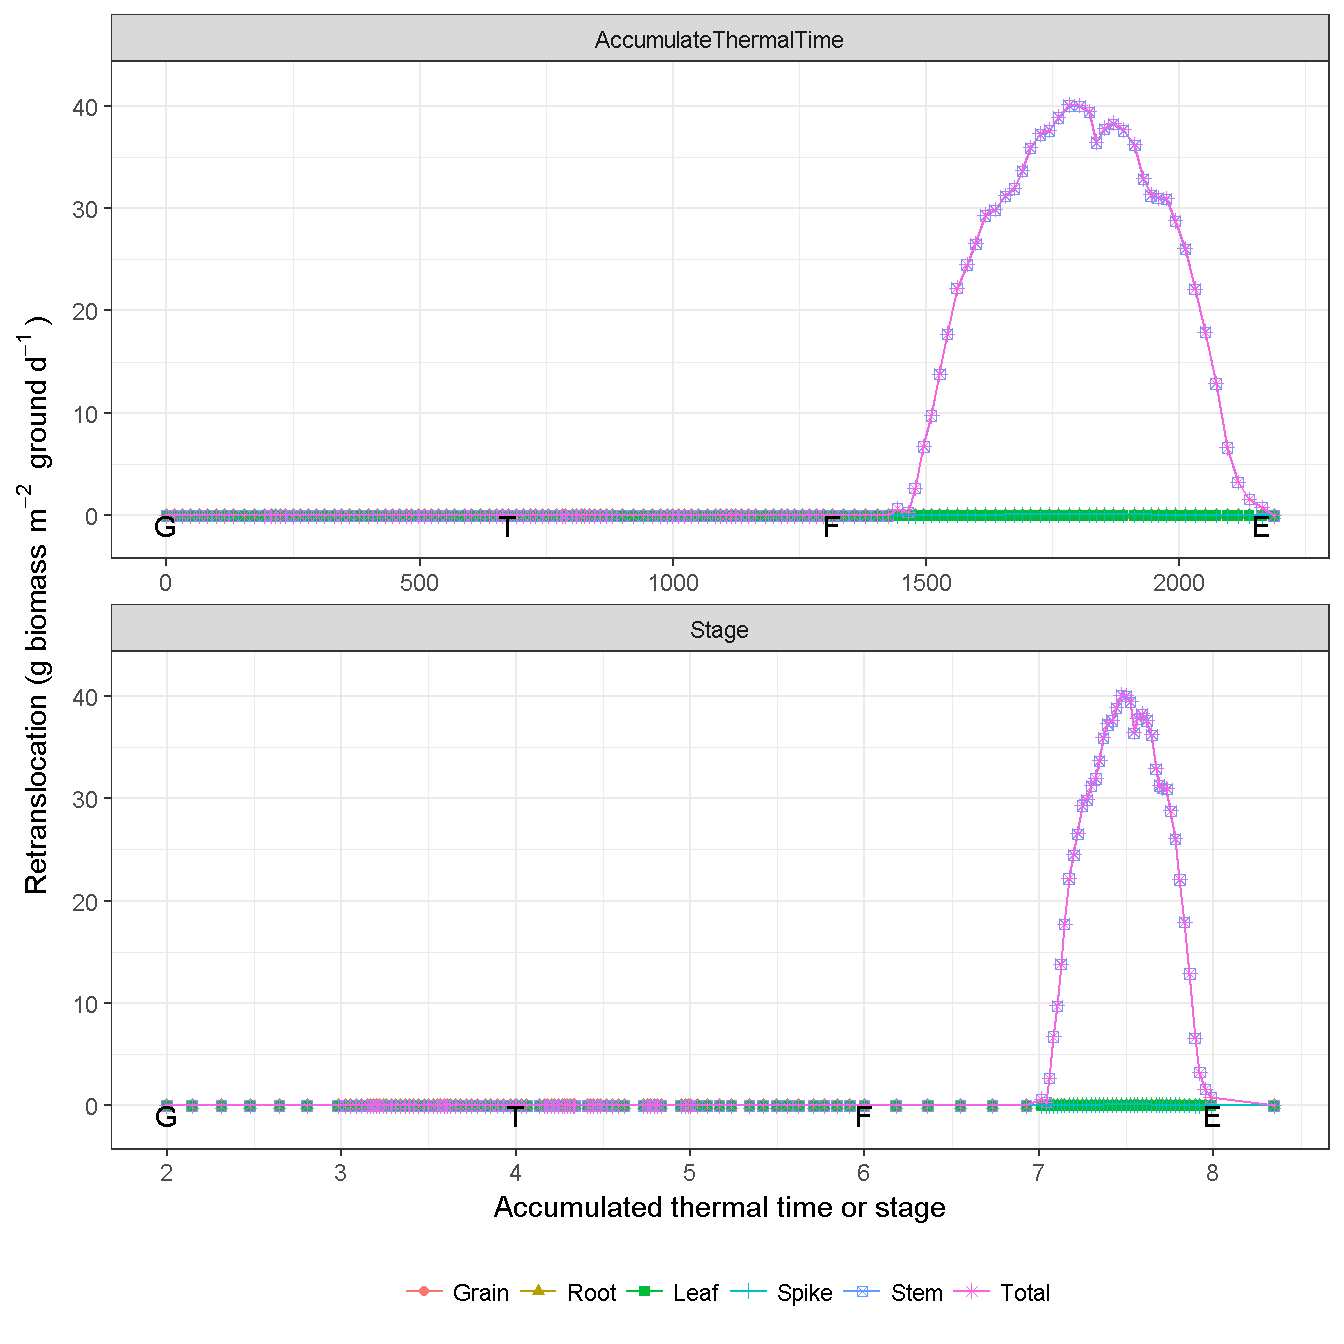 AccumulateThermalTime
40
30
20
10
0
G T F E
0 500 1000 1500 2000
Stage
40
30
20
10
0
G T F E
2 3 4 5 6 7 8
Retranslocation (g biomass m⁻² ground d⁻¹)
Accumulated thermal time or stage
Grain Root Leaf Spike Stem Total